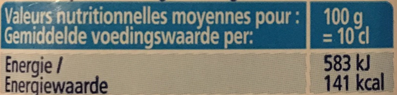 Valeurs nutritionnelles moyennes pour : 100 g
Gemiddelde voedingswaarde per: = 10 cl
Energie / 583 kJ
Energiewaarde 141 kcal